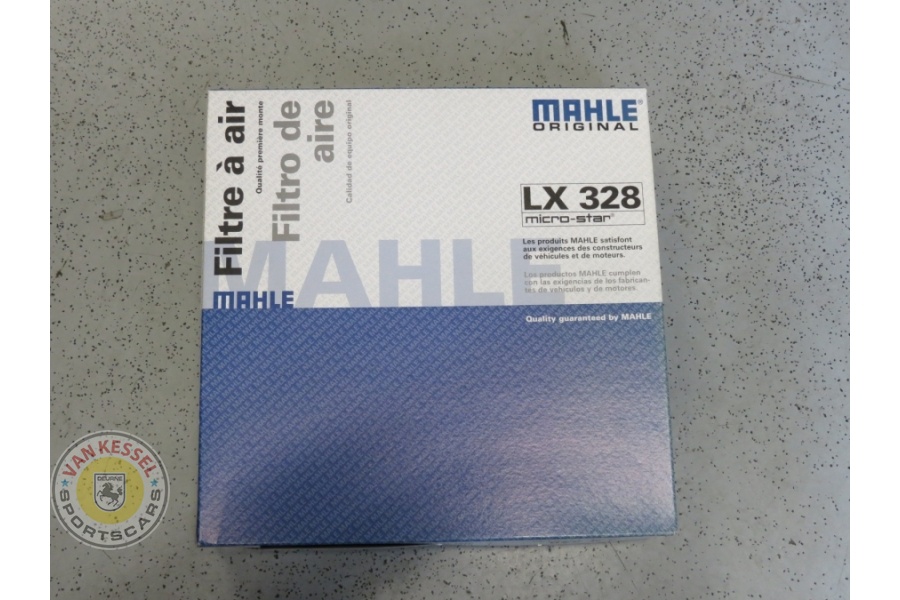 Filtre à air
Qualité première monte
Filtro de
aire
Calidad de equipo original
MAHLE®
ORIGINAL
LX 328
micro-star®
Les produits MAHLE satisfont
aux exigences des constructeurs
de véhicules et de moteurs.
Los productos MAHLE cumplen
con las exigencias de los fabrican-
tes de vehículos y de motores.
MAHLE
MAHLE
Quality guaranteed by MAHLE
VAN KESSEL
SPORTSCARS